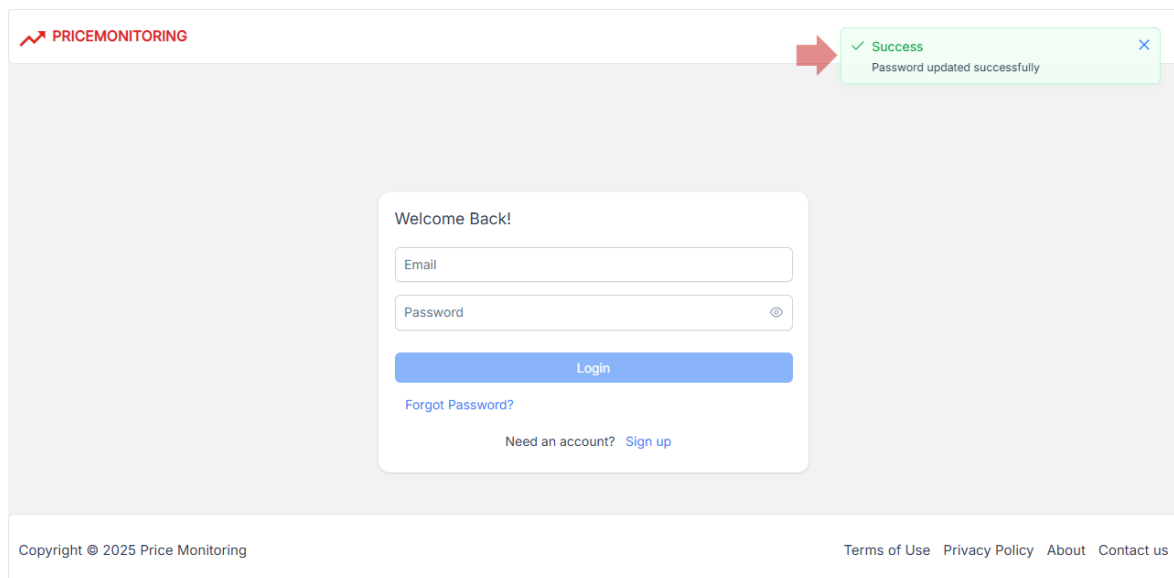 PRICEMONITORING
Success
Password updated successfully
Welcome Back!
Email
Password
Login
Forgot Password?
Need an account? Sign up
Copyright © 2025 Price Monitoring
Terms of Use Privacy Policy About Contact us